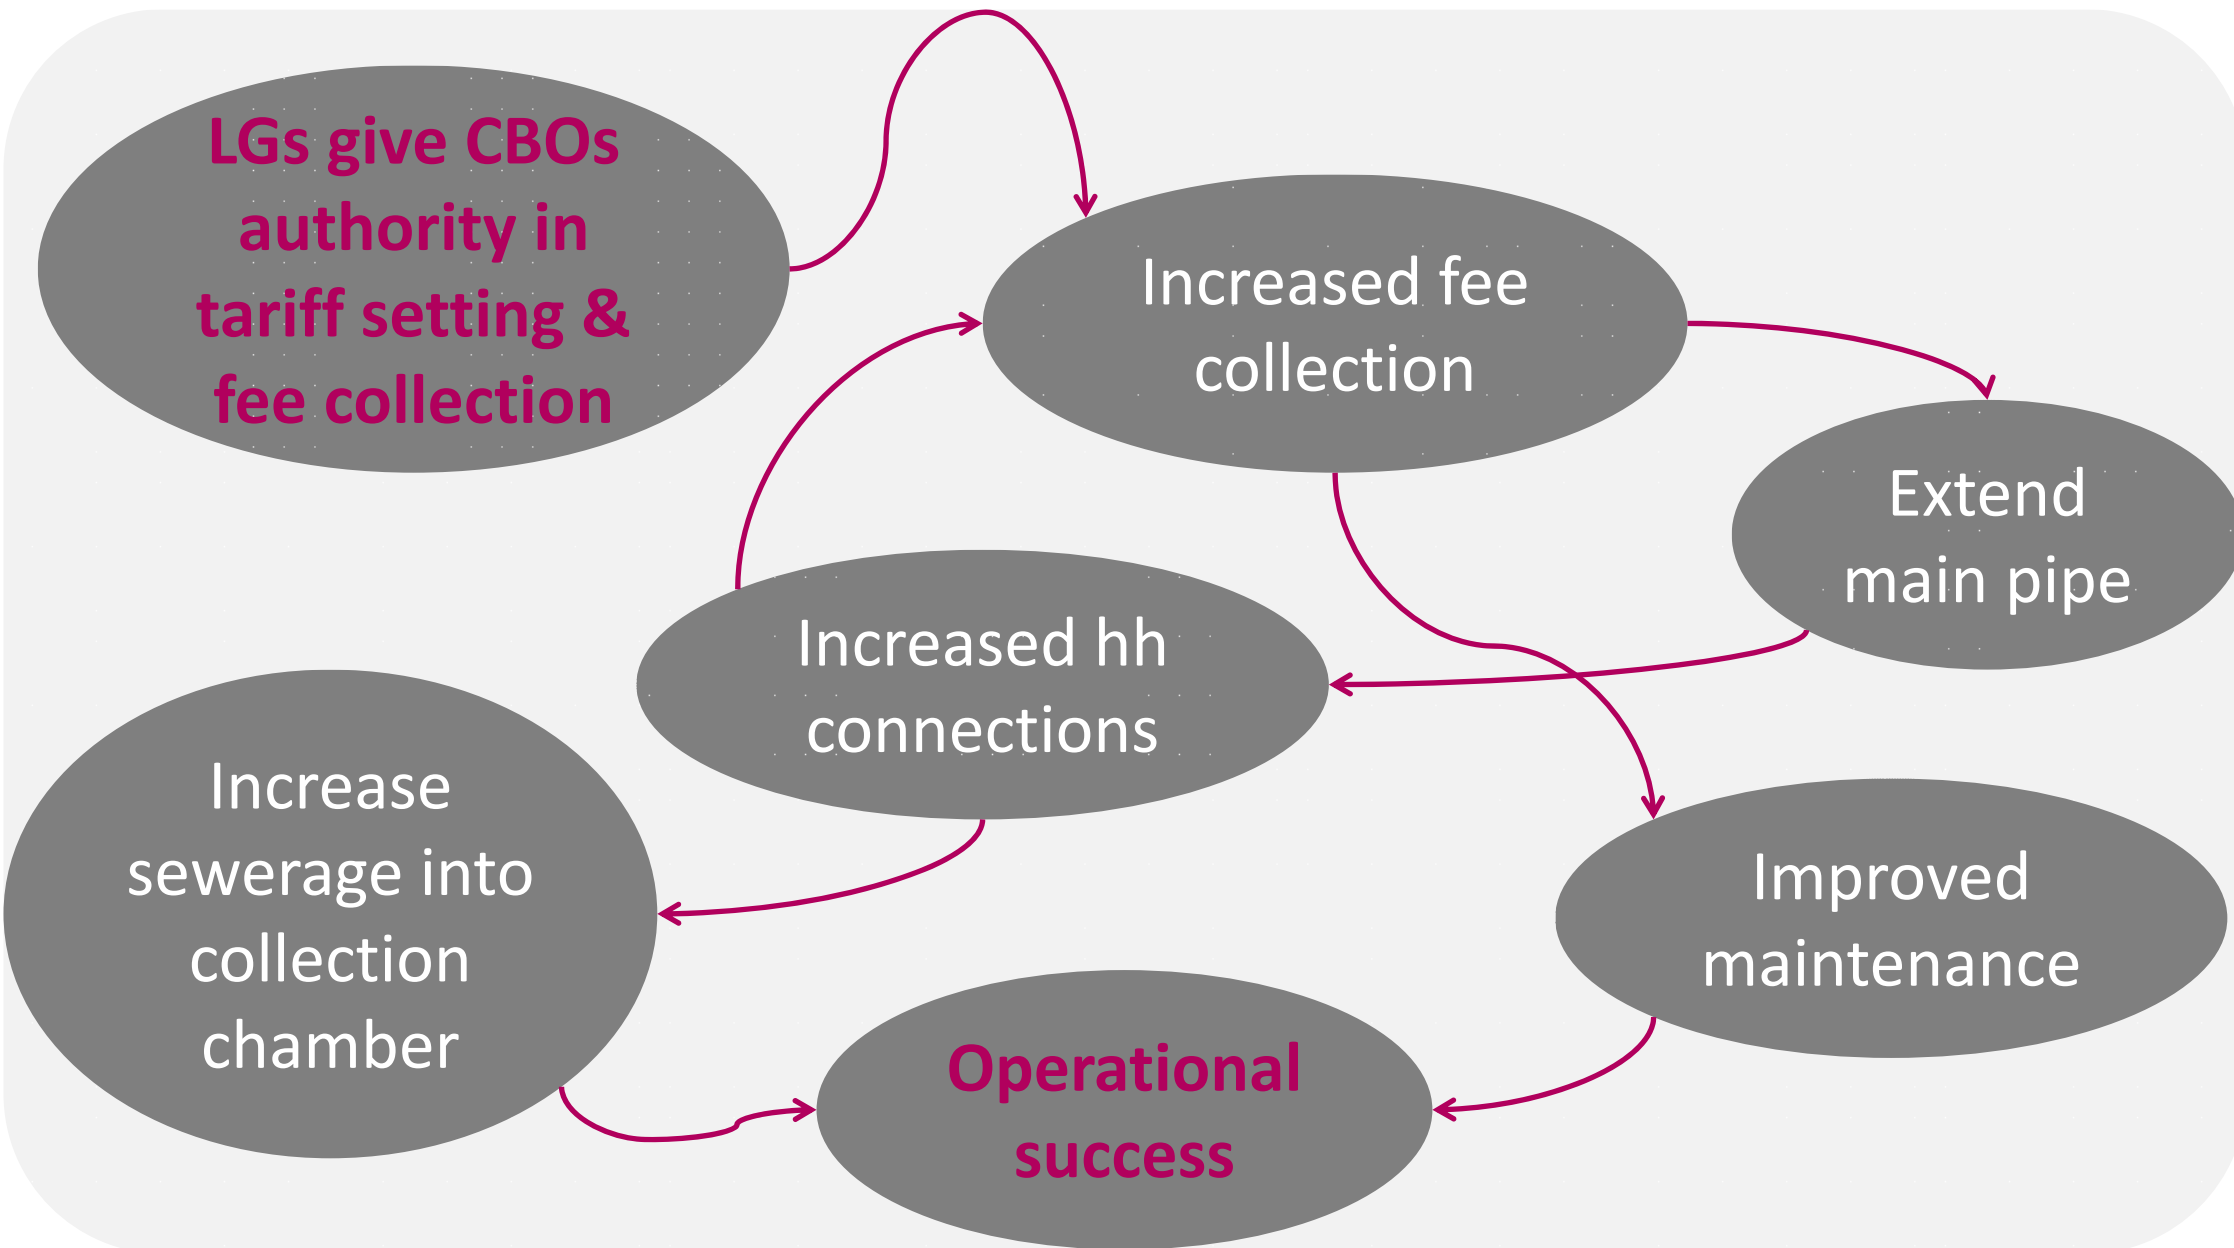 LGs give CBOs
authority in
tariff setting &
fee collection
Increased fee
collection
Extend
main pipe
Increased hh
connections
Increase
sewerage into
collection
chamber
Improved
maintenance
Operational
success